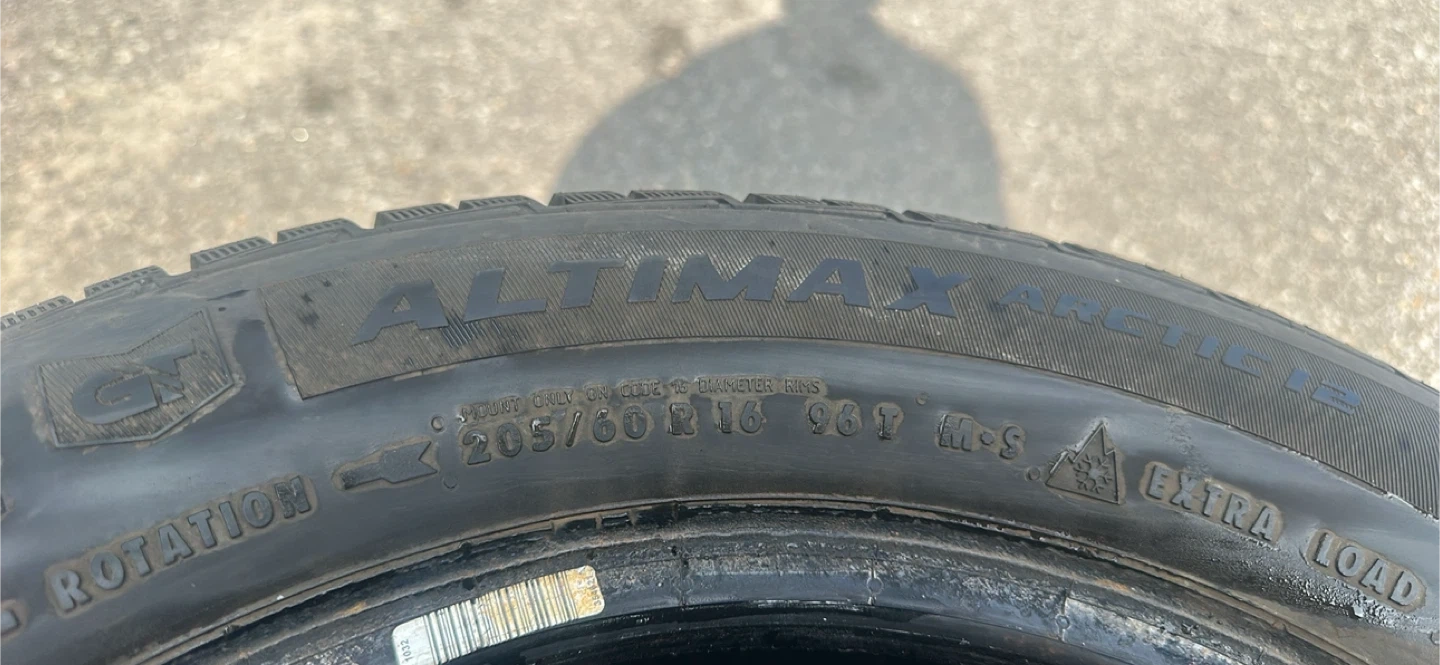 ALTIMAX ARCTIC 12
GT
MOUNT ONLY ON CODE 16 DIAMETER RIMS
205/60 R 16 96 T M·S
ROTATION
EXTRA LOAD